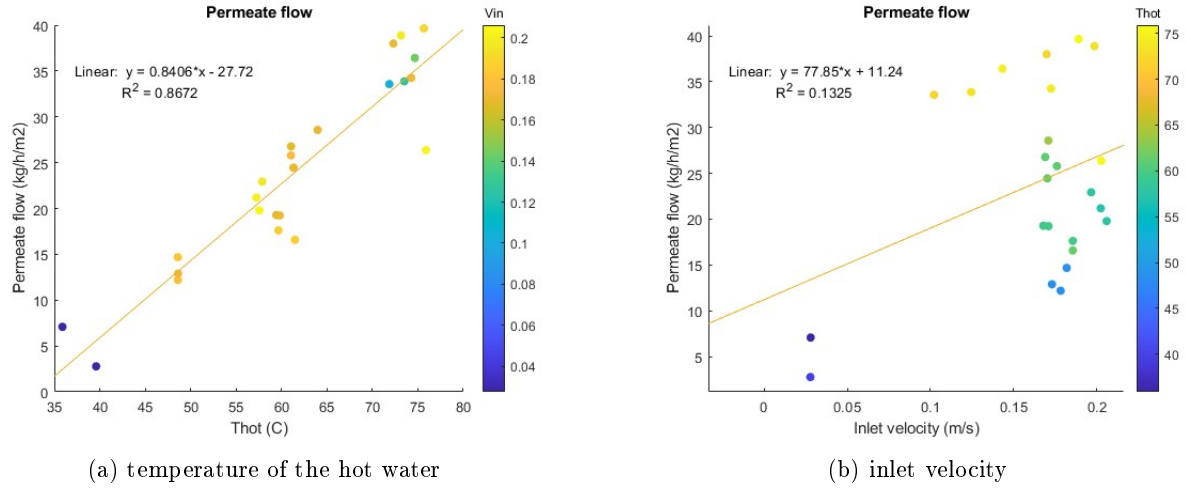 Permeate flow
Vin
Permeate flow (kg/h/m2)
40
35
30
25
20
15
10
5
0
Linear: y = 0.8406*x - 27.72
R2 = 0.8672
35 40 45 50 55 60 65 70 75 80
Thot (C)
0.2
0.18
0.16
0.14
0.12
0.1
0.08
0.06
0.04
(a) temperature of the hot water
Permeate flow
Thot
Permeate flow (kg/h/m2)
40
35
30
25
20
15
10
5
Linear: y = 77.85*x + 11.24
R2 = 0.1325
0 0.05 0.1 0.15 0.2
Inlet velocity (m/s)
75
70
65
60
55
50
45
40
(b) inlet velocity